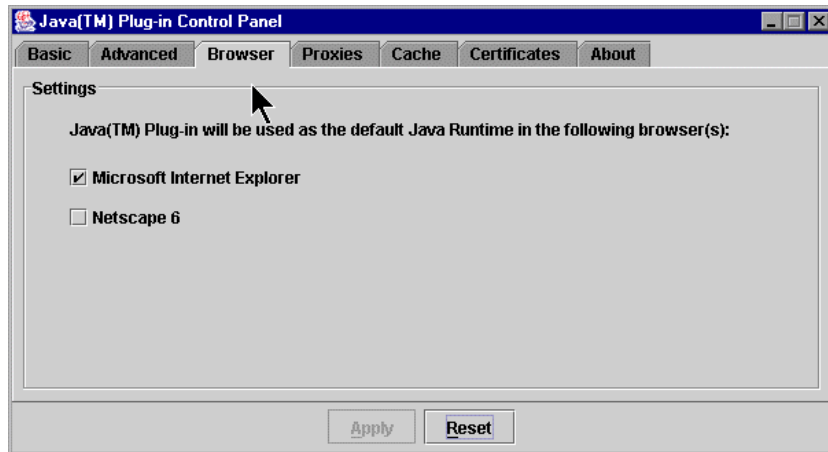 Java(TM) Plug-in Control Panel
Basic Advanced Browser Proxies Cache Certificates About
Settings
Java(TM) Plug-in will be used as the default Java Runtime in the following browser(s):
Microsoft Internet Explorer
Netscape 6
Apply Reset